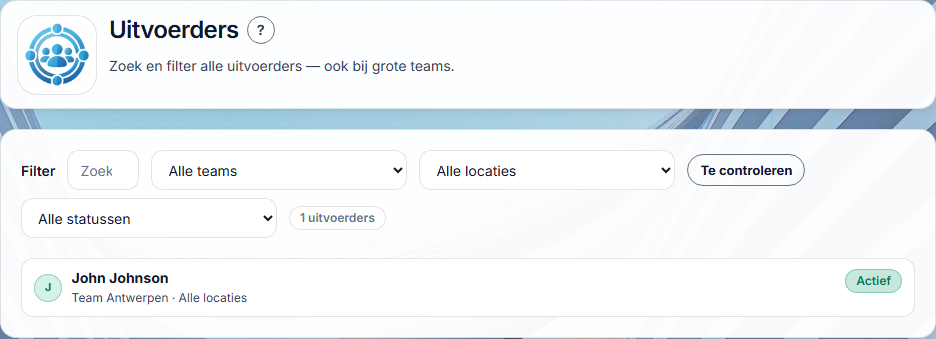 Uitvoerders ?
Zoek en filter alle uitvoerders — ook bij grote teams.
Filter Zoek Alle teams Alle locaties Te controleren
Alle statussen 1 uitvoerders
J John Johnson Actief
Team Antwerpen · Alle locaties